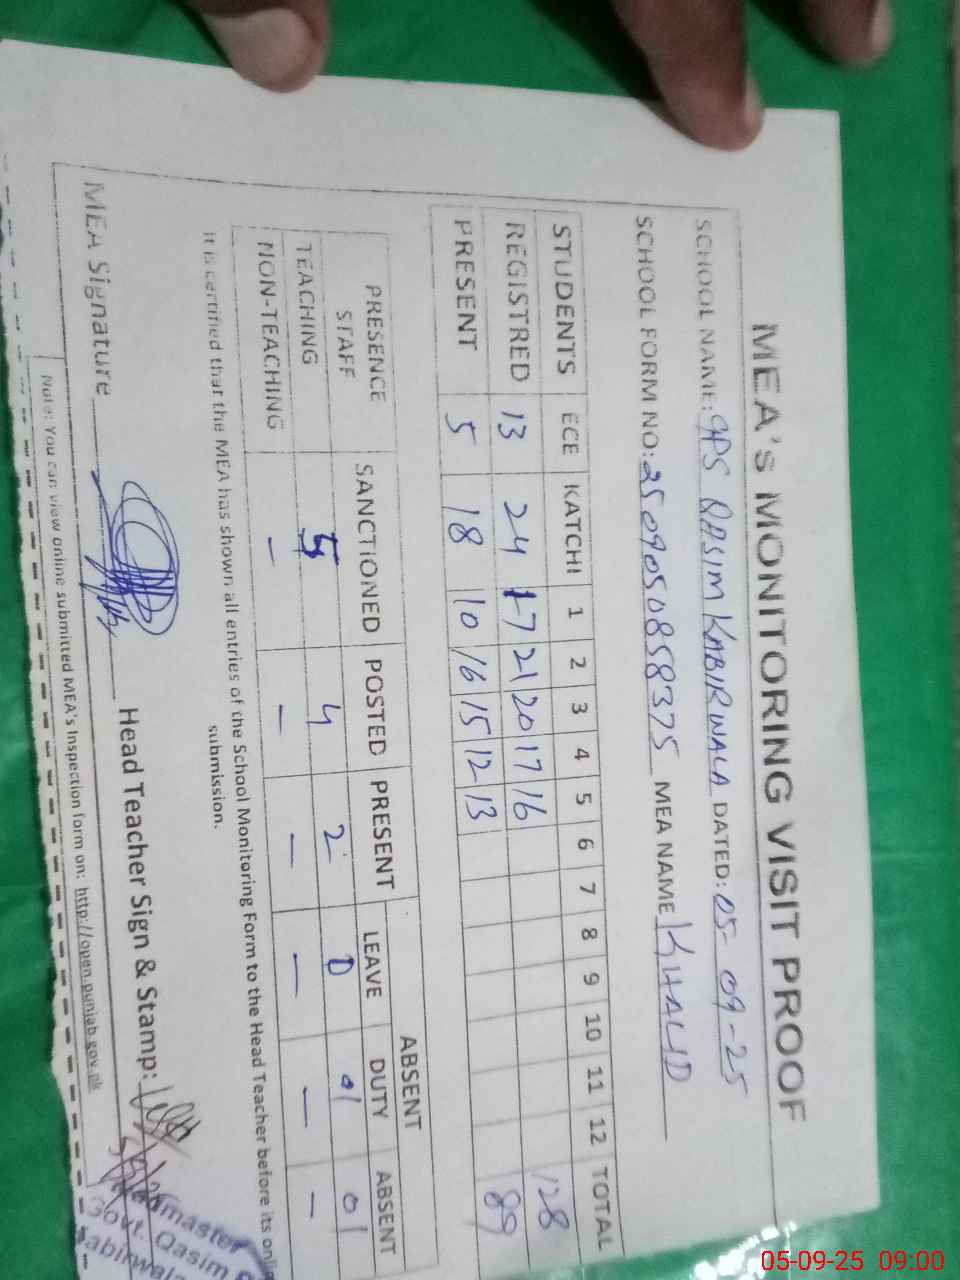 MEA's MONITORING VISIT PROOF
SCHOOL NAME: GPS QASIM KABIRWALA DATED: 05-09-25
SCHOOL FORM NO: 2509050858375 MEA NAME KHALID
STUDENTS ECE KATCHI 1 2 3 4 5 6 7 8 9 10 11 12 TOTAL
REGISTRED 13 24 17 21 20 17 16 128
PRESENT 5 18 10 16 15 12 13 89
PRESENCE STAFF SANCTIONED POSTED PRESENT ABSENT
LEAVE DUTY ABSENT
TEACHING 5 4 2 0 01 01
NON-TEACHING - - - - - -
It is certified that the MEA has shown all entries of the School Monitoring Form to the Head Teacher before its online
submission.
MEA Signature Head Teacher Sign & Stamp:
Headmaster
Govt. Qasim
Kabirwala
Note: You can view online submitted MEA's Inspection form on: http://open.punjab.gov.pk
05-09-25 09:00